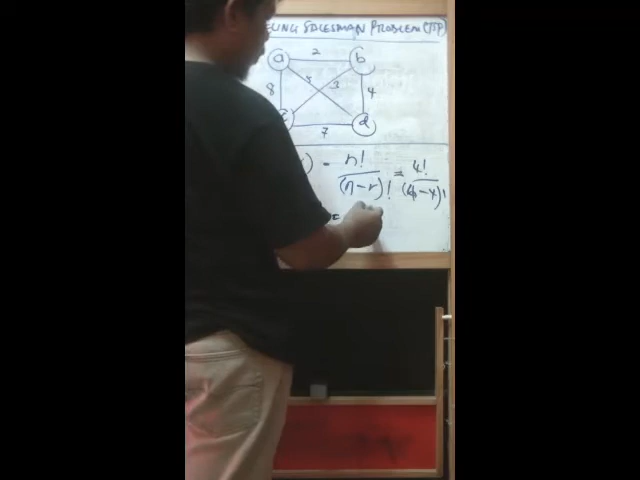 SALESMAN PROBLEM (TSP)
a 2 b
8 5 3 4
c 7 d
) = n! / (n-r)! = 4! / (4-4)!
=